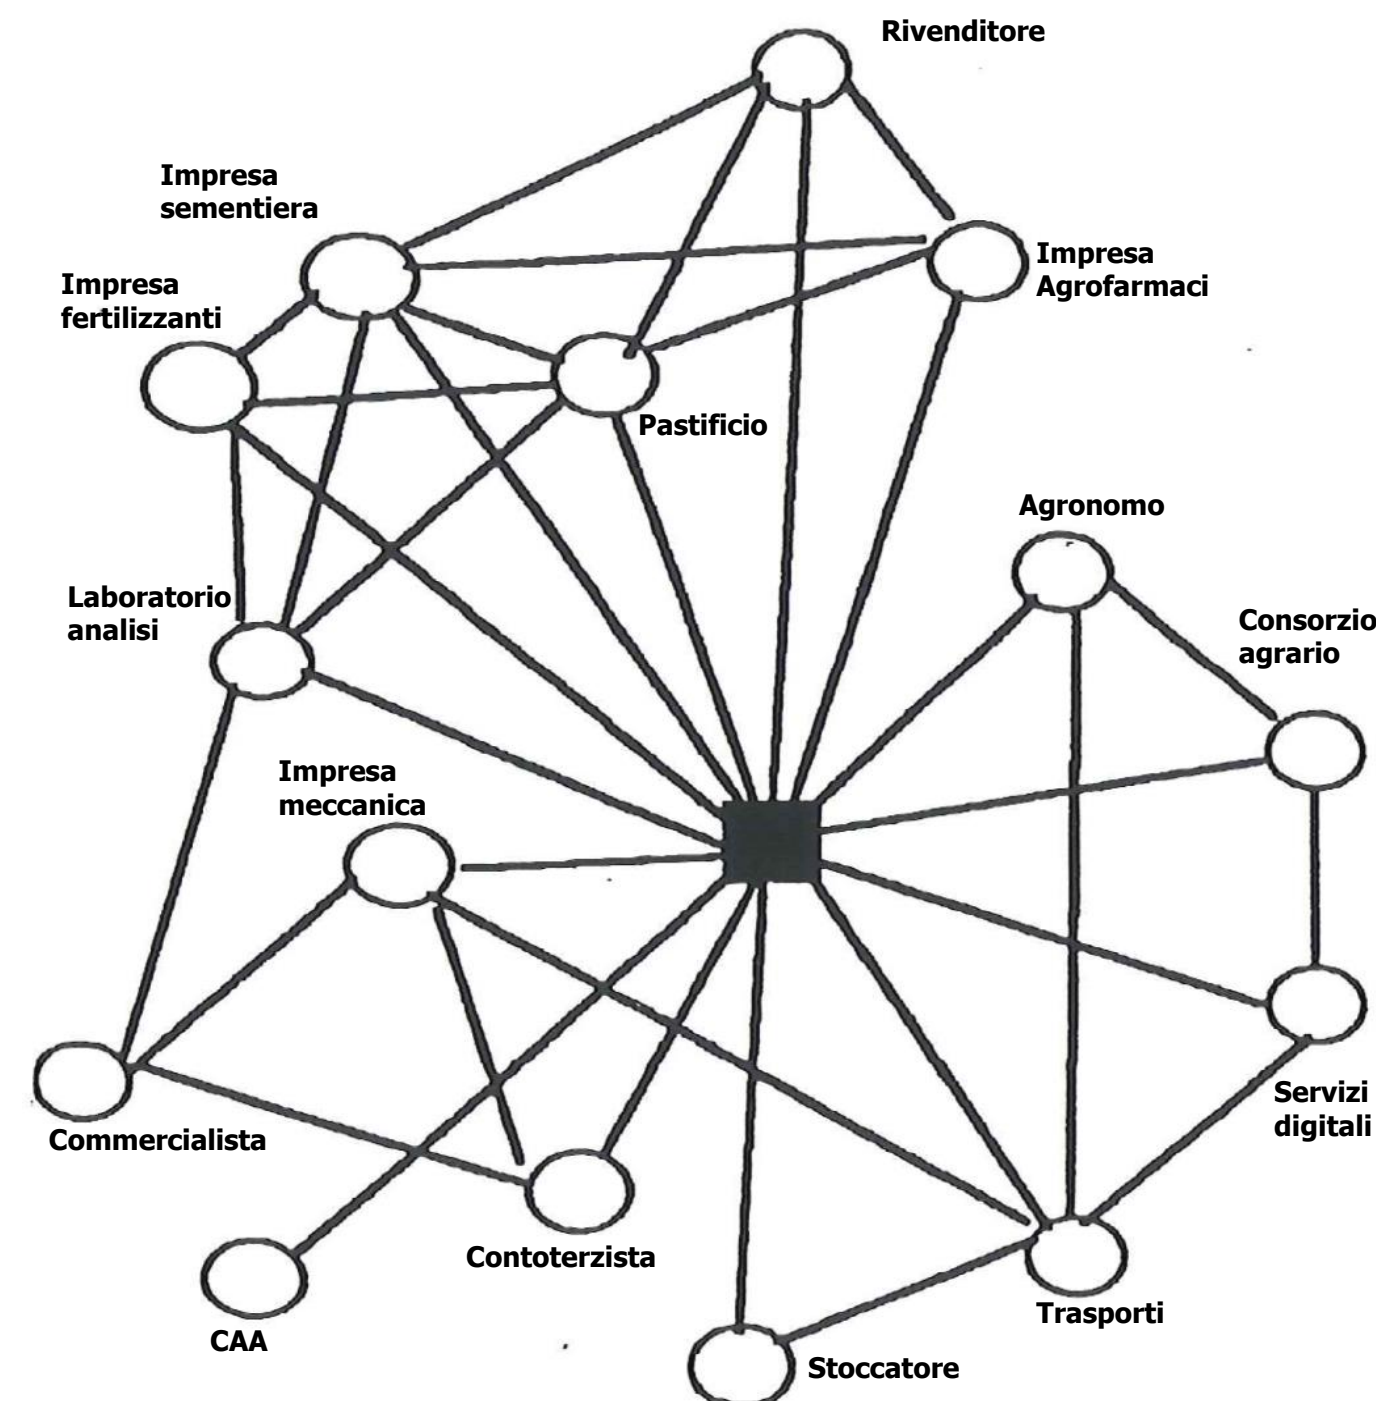 Rivenditore
Impresa
sementiera
Impresa
Agrofarmaci
Impresa
fertilizzanti
Pastificio
Agronomo
Laboratorio
analisi
Consorzio
agrario
Impresa
meccanica
Servizi
digitali
Commercialista
Contoterzista
Trasporti
CAA
Stoccatore